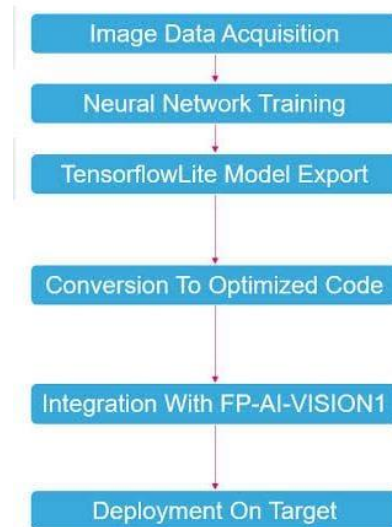 Image Data Acquisition
Neural Network Training
TensorflowLite Model Export
Conversion To Optimized Code
Integration With FP-AI-VISION1
Deployment On Target